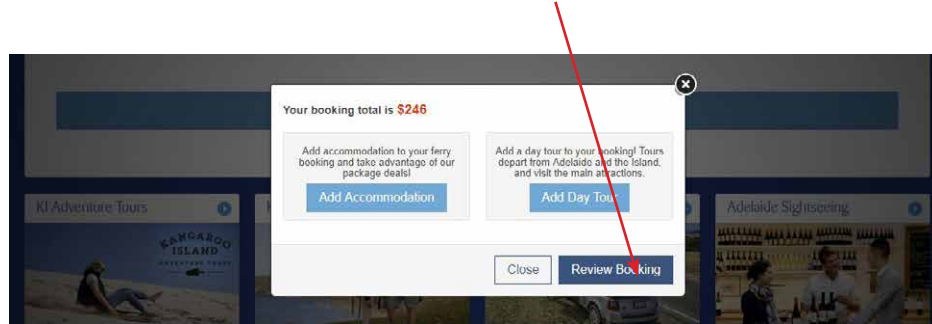 Your booking total is $246
Add accommodation to your ferry
booking and take advantage of our
package deals!
Add Accommodation
Add a day tour to your booking! Tours
depart from Adelaide and the Island,
and visit the main attractions.
Add Day Tour
Close
Review Booking
KI Adventure Tours
Adelaide Sightseeing
KANGAROO
ISLAND
ADVENTURE TOURS